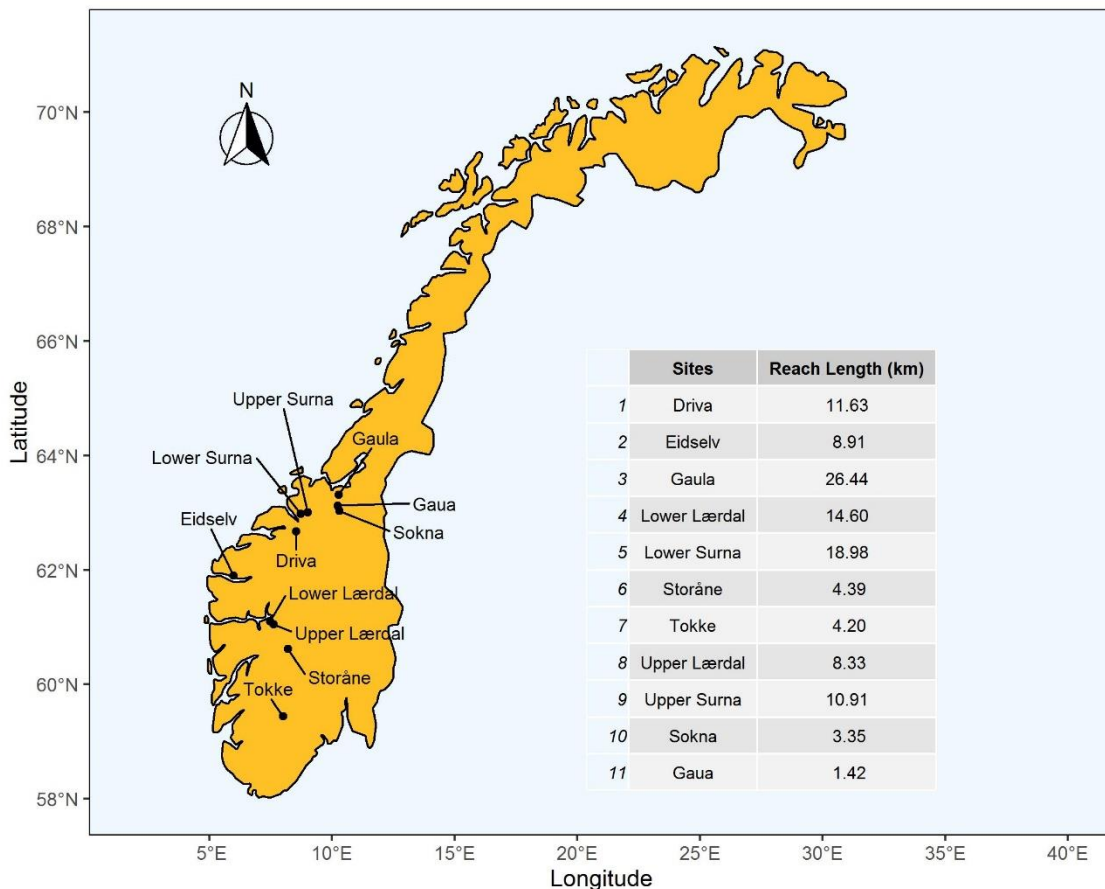 N
70°N
68°N
66°N
64°N
62°N
60°N
58°N
Latitude
Upper Surna
Gaula
Lower Surna
Gaua
Eidselv
Sokna
Driva
Lower Lærdal
Upper Lærdal
Storåne
Tokke
Sites Reach Length (km)
1 Driva 11.63
2 Eidselv 8.91
3 Gaula 26.44
4 Lower Lærdal 14.60
5 Lower Surna 18.98
6 Storåne 4.39
7 Tokke 4.20
8 Upper Lærdal 8.33
9 Upper Surna 10.91
10 Sokna 3.35
11 Gaua 1.42
5°E 10°E 15°E 20°E 25°E 30°E 35°E 40°E
Longitude